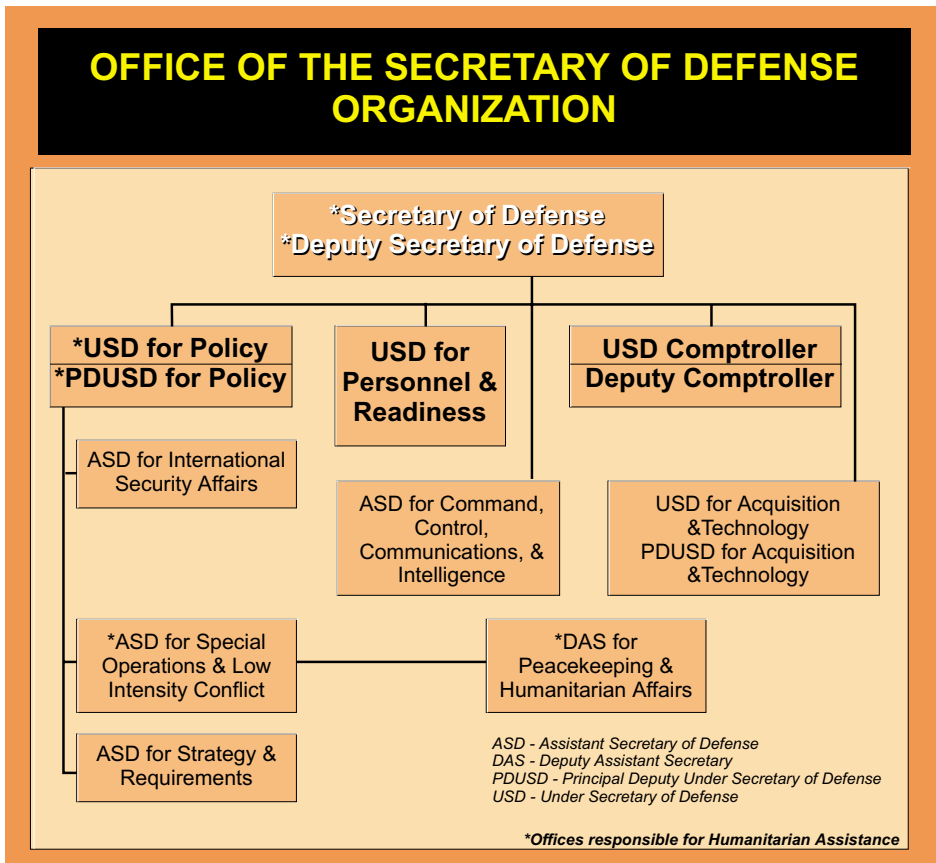 OFFICE OF THE SECRETARY OF DEFENSE
ORGANIZATION
*Secretary of Defense
*Deputy Secretary of Defense
*USD for Policy
*PDUSD for Policy
USD for
Personnel &
Readiness
USD Comptroller
Deputy Comptroller
ASD for International
Security Affairs
ASD for Command,
Control,
Communications, &
Intelligence
USD for Acquisition
&Technology
PDUSD for Acquisition
&Technology
*ASD for Special
Operations & Low
Intensity Conflict
*DAS for
Peacekeeping &
Humanitarian Affairs
ASD for Strategy &
Requirements
ASD - Assistant Secretary of Defense
DAS - Deputy Assistant Secretary
PDUSD - Principal Deputy Under Secretary of Defense
USD - Under Secretary of Defense
*Offices responsible for Humanitarian Assistance